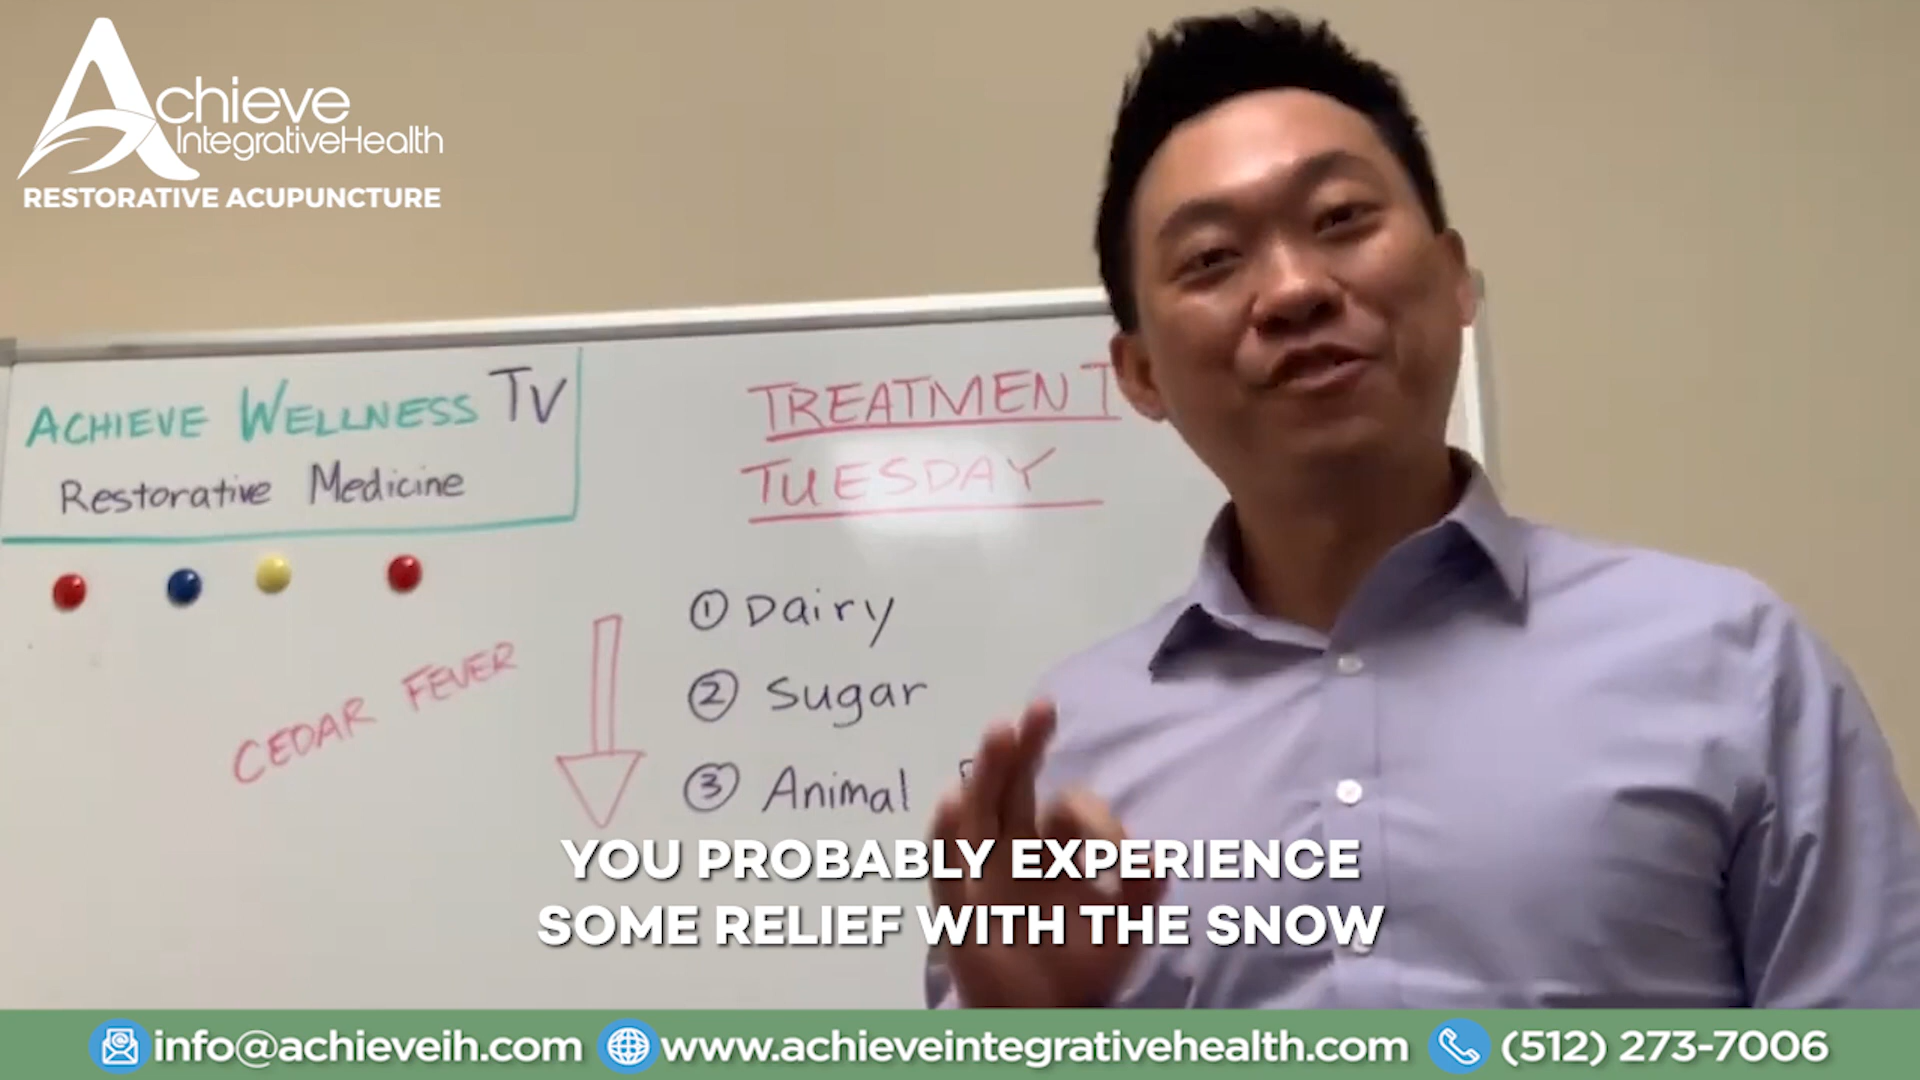 Achieve
IntegrativeHealth
RESTORATIVE ACUPUNCTURE
ACHIEVE WELLNESS TV
Restorative Medicine
TREATMENT
TUESDAY
CEDAR FEVER
① Dairy
② Sugar
③ Animal
YOU PROBABLY EXPERIENCE
SOME RELIEF WITH THE SNOW
info@achieveih.com www.achieveintegrativehealth.com (512) 273-7006